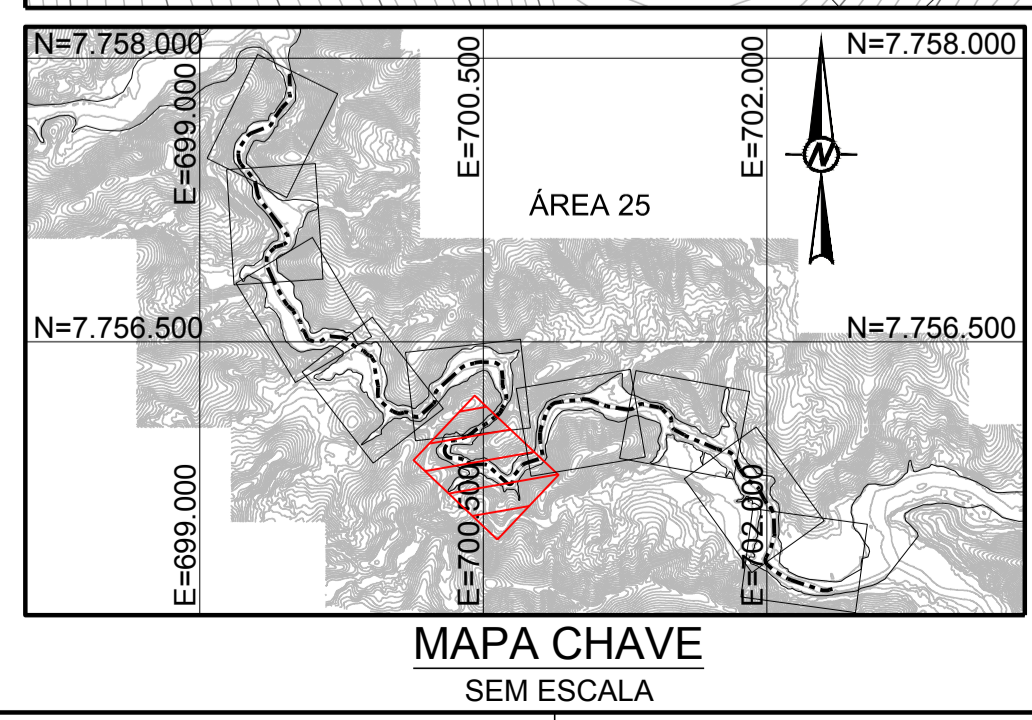 N=7.758.000
N=7.758.000
E=699.000
E=700.500
E=702.000
N
ÁREA 25
N=7.756.500
N=7.756.500
E=699.000
E=700.500
E=702.000
MAPA CHAVE
SEM ESCALA